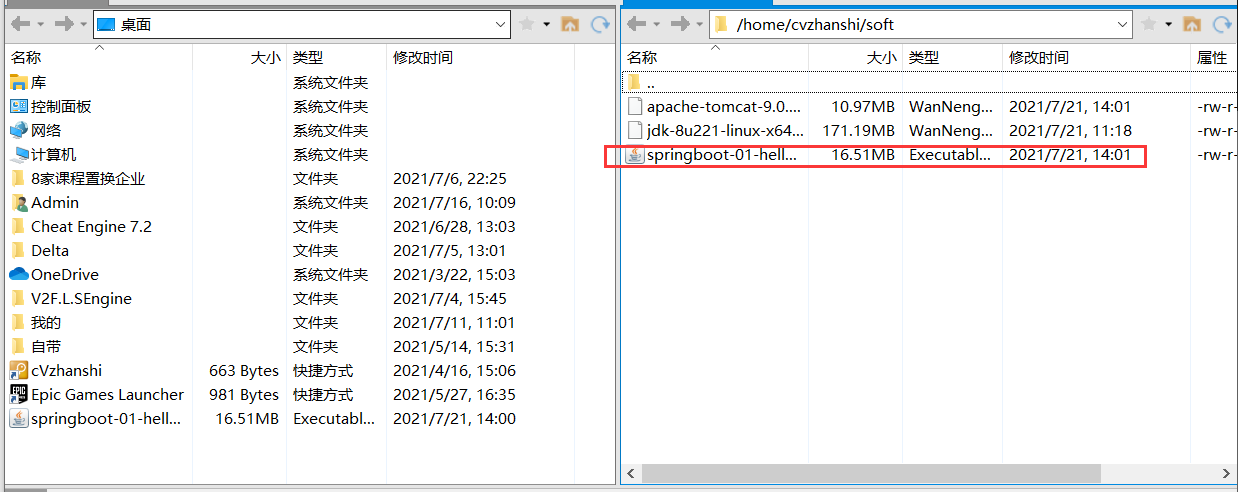 桌面
名称 大小 类型 修改时间
库 系统文件夹
控制面板 系统文件夹
网络 系统文件夹
计算机 系统文件夹
8家课程置换企业 文件夹 2021/7/6, 22:25
Admin 系统文件夹 2021/7/16, 10:09
Cheat Engine 7.2 文件夹 2021/6/28, 13:03
Delta 文件夹 2021/7/5, 13:01
OneDrive 系统文件夹 2021/3/22, 15:03
V2F.L.SEngine 文件夹 2021/7/4, 15:45
我的 文件夹 2021/7/11, 11:01
自带 文件夹 2021/5/14, 15:31
cVzhanshi 663 Bytes 快捷方式 2021/4/16, 15:06
Epic Games Launcher 981 Bytes 快捷方式 2021/5/27, 16:35
springboot-01-hell... 16.51MB Executabl... 2021/7/21, 14:00
/home/cvzhanshi/soft
名称 大小 类型 修改时间 属性
..
apache-tomcat-9.0.... 10.97MB WanNeng... 2021/7/21, 14:01 -rw-r-
jdk-8u221-linux-x64... 171.19MB WanNeng... 2021/7/21, 11:18 -rw-r-
springboot-01-hell... 16.51MB Executabl... 2021/7/21, 14:01 -rw-r-